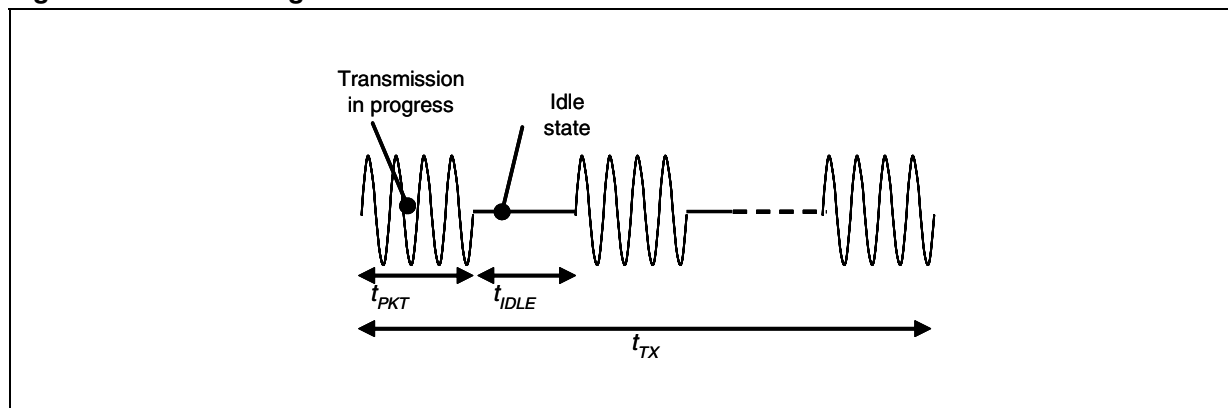 Transmission
in progress
Idle
state
tPKT
tIDLE
tTX